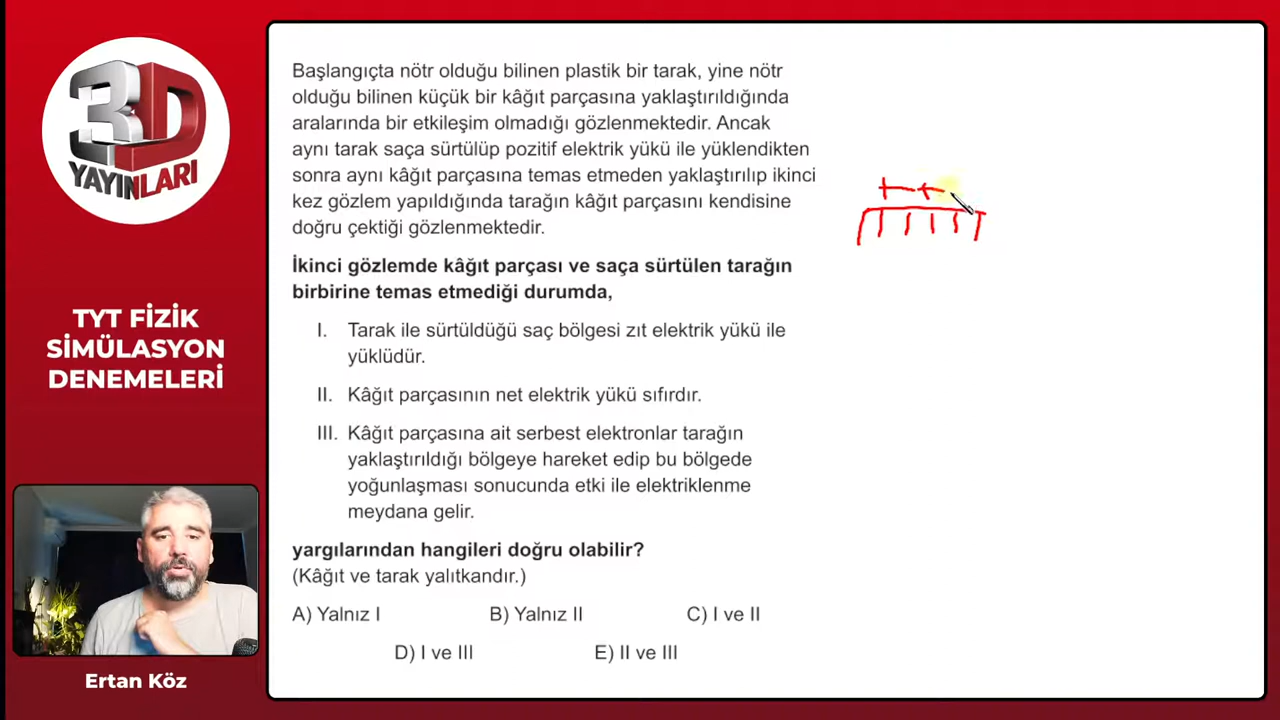 3D
YAYINLARI
TYT FİZİK
SİMÜLASYON
DENEMELERİ
Ertan Köz
Başlangıçta nötr olduğu bilinen plastik bir tarak, yine nötr
olduğu bilinen küçük bir kâğıt parçasına yaklaştırıldığında
aralarında bir etkileşim olmadığı gözlenmektedir. Ancak
aynı tarak saça sürtülüp pozitif elektrik yükü ile yüklendikten
sonra aynı kâğıt parçasına temas etmeden yaklaştırılıp ikinci
kez gözlem yapıldığında tarağın kâğıt parçasını kendisine
doğru çektiği gözlenmektedir.
İkinci gözlemde kâğıt parçası ve saça sürtülen tarağın
birbirine temas etmediği durumda,
I. Tarak ile sürtüldüğü saç bölgesi zıt elektrik yükü ile
yüklüdür.
II. Kâğıt parçasının net elektrik yükü sıfırdır.
III. Kâğıt parçasına ait serbest elektronlar tarağın
yaklaştırıldığı bölgeye hareket edip bu bölgede
yoğunlaşması sonucunda etki ile elektriklenme
meydana gelir.
yargılarından hangileri doğru olabilir?
(Kâğıt ve tarak yalıtkandır.)
A) Yalnız I B) Yalnız II C) I ve II
D) I ve III E) II ve III